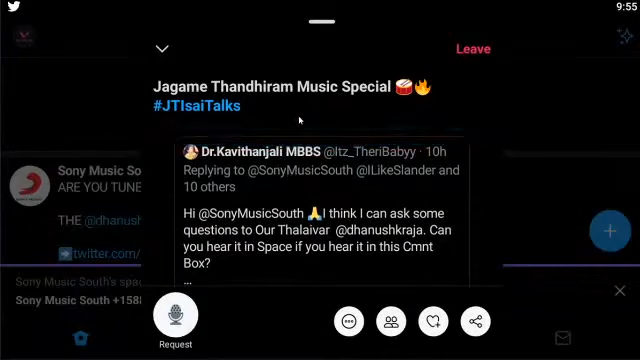 9:55
Leave
Jagame Thandhiram Music Special 🥁🔥
#JTIsaiTalks
Dr.Kavithanjali MBBS @Itz_TheriBabyy · 10h
Replying to @SonyMusicSouth @ILikeSlander and
10 others
Hi @SonyMusicSouth 🙏I think I can ask some
questions to Our Thalaivar @dhanushkraja. Can
you hear it in Space if you hear it in this Cmnt
Box?
...
Sony Music So
ARE YOU TUNE
THE @dhanush
➡️twitter.com/
Sony Music South's spac
Sony Music South +158
Request